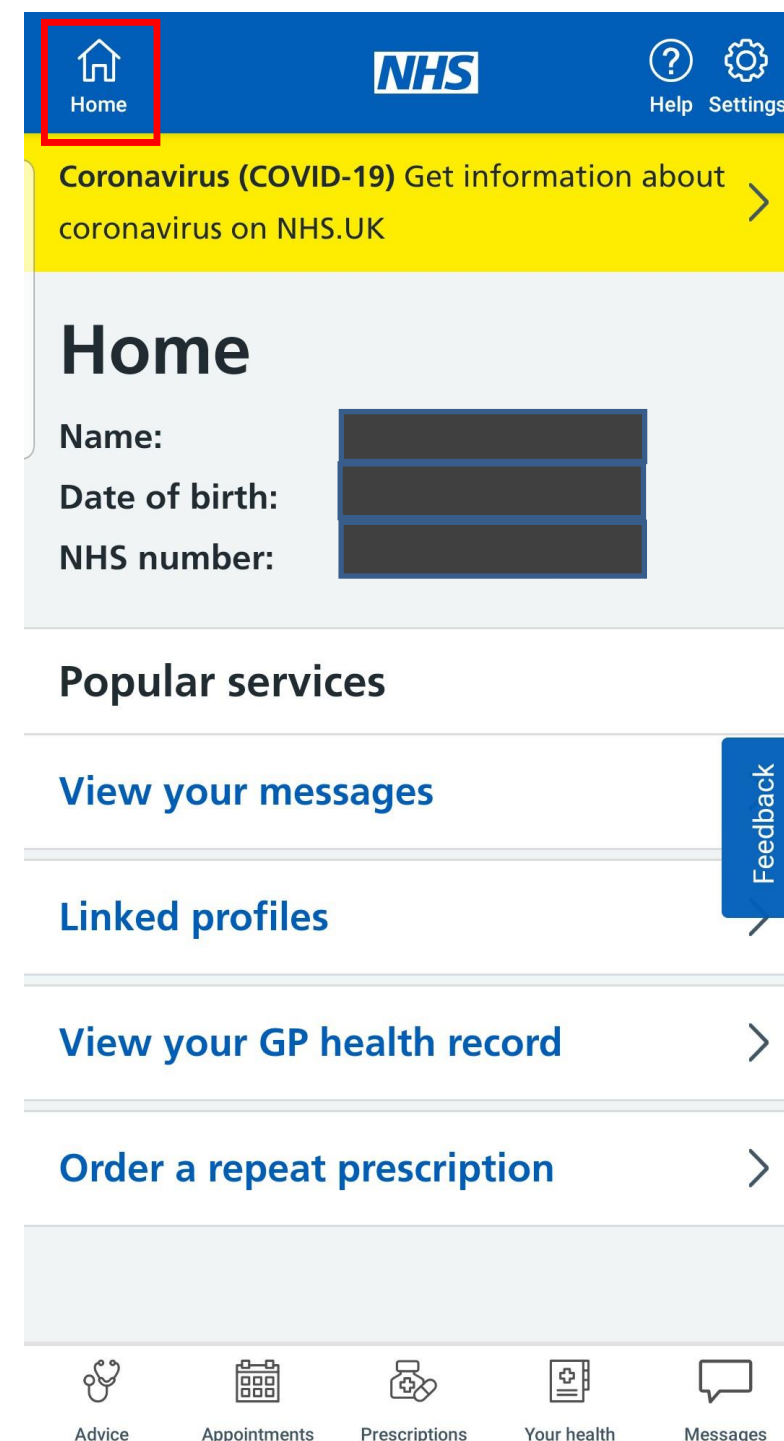 Home
NHS
Help Settings
Coronavirus (COVID-19) Get information about
coronavirus on NHS.UK
Home
Name:
Date of birth:
NHS number:
Popular services
View your messages
Feedback
Linked profiles
View your GP health record
Order a repeat prescription
Advice Appointments Prescriptions Your health Messages